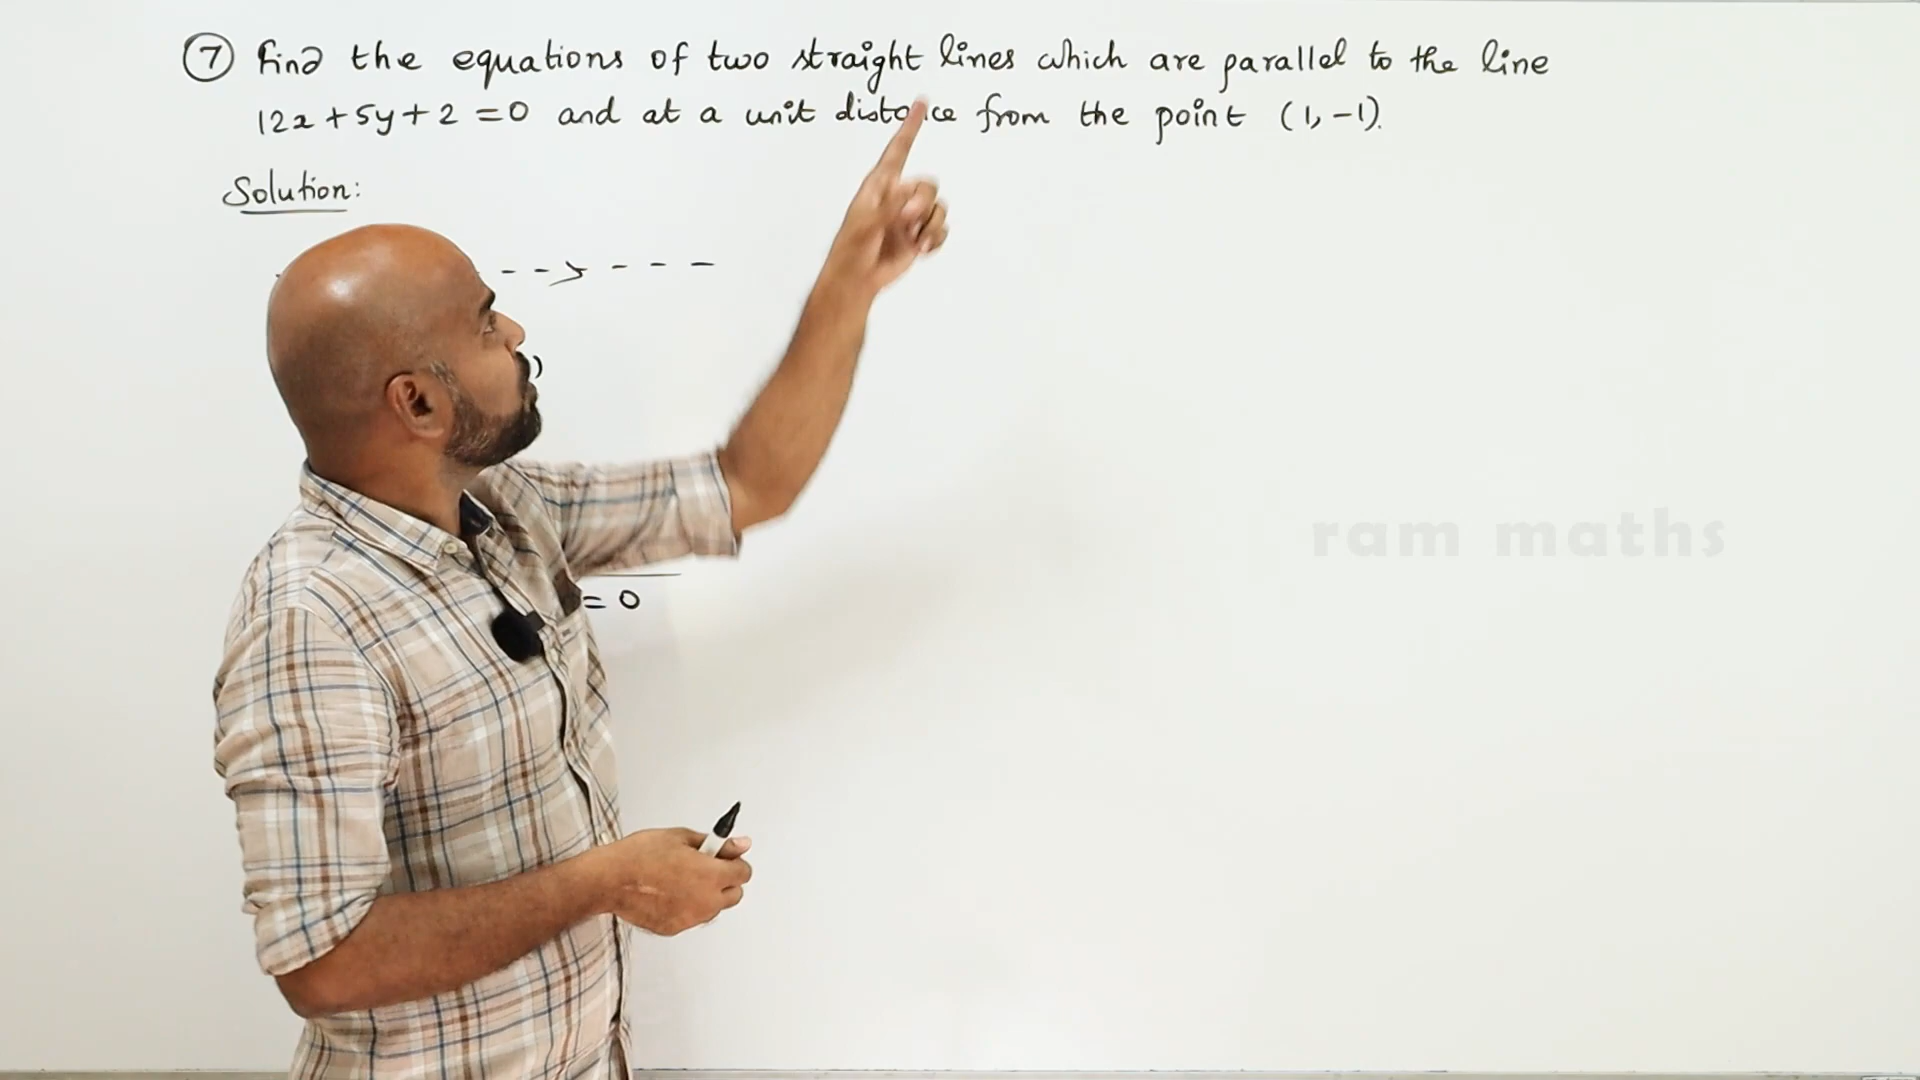 7 Find the equations of two straight lines which are parallel to the line
12x + 5y + 2 = 0 and at a unit distance from the point (1, -1).
Solution:
)
= 0
ram maths